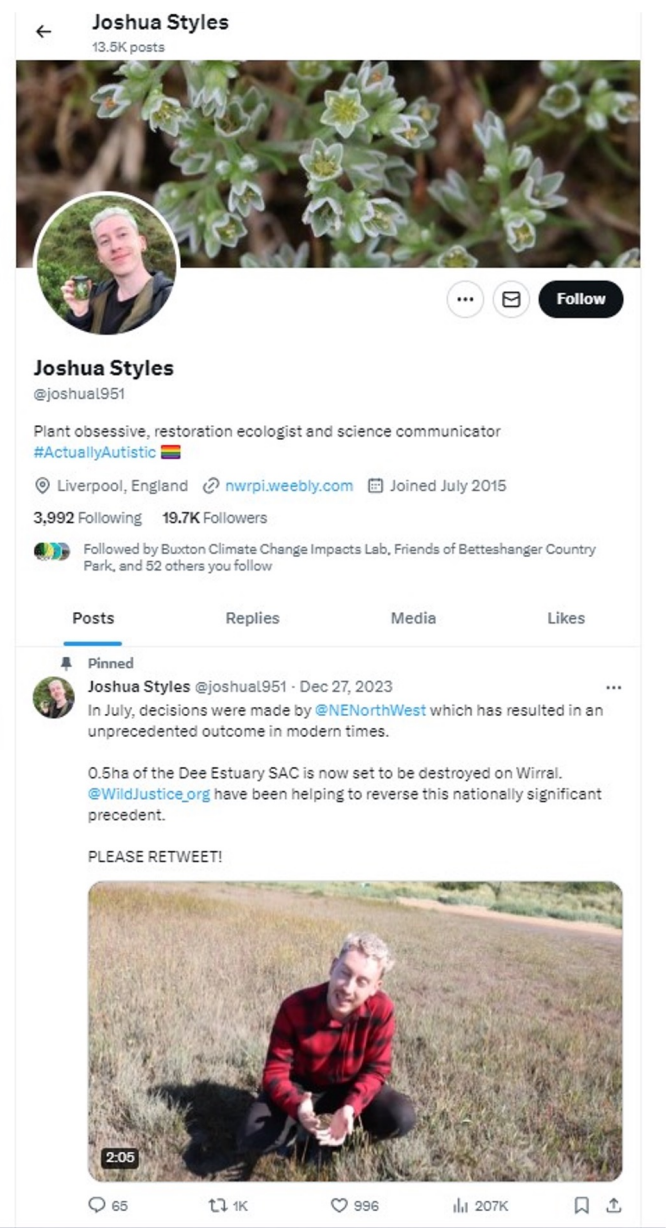 Joshua Styles
13.5K posts
Follow
Joshua Styles
@joshual951
Plant obsessive, restoration ecologist and science communicator
#ActuallyAutistic 🏳️‍🌈
Liverpool, England nwrpi.weebly.com Joined July 2015
3,992 Following 19.7K Followers
Followed by Buxton Climate Change Impacts Lab, Friends of Betteshanger Country
Park, and 52 others you follow
Posts Replies Media Likes
Pinned
Joshua Styles @joshual951 · Dec 27, 2023
In July, decisions were made by @NENorthWest which has resulted in an
unprecedented outcome in modern times.
0.5ha of the Dee Estuary SAC is now set to be destroyed on Wirral.
@WildJustice_org have been helping to reverse this nationally significant
precedent.
PLEASE RETWEET!
2:05
65 1K 996 207K